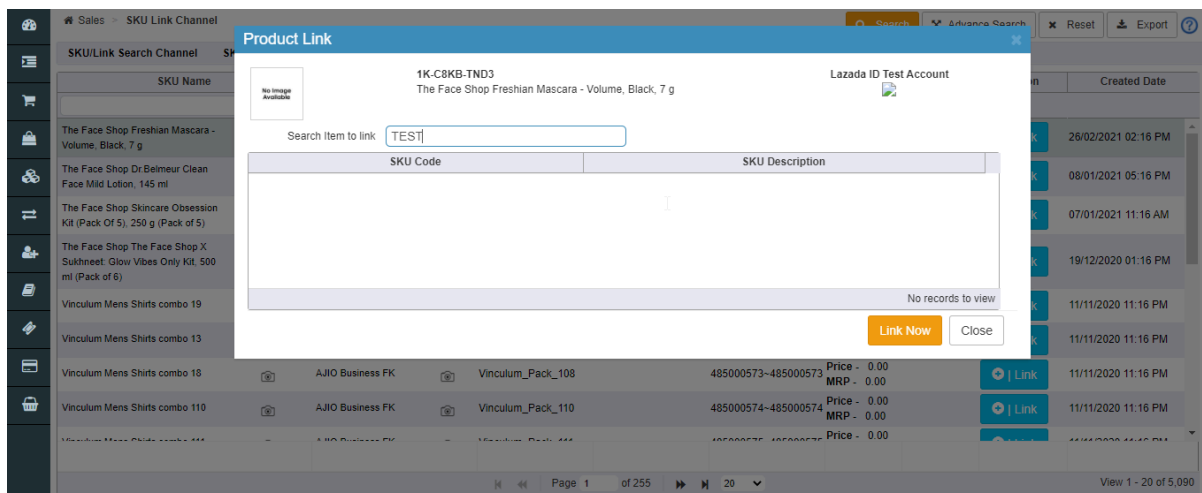 Sales > SKU Link Channel
Search
Advance Search
Reset
Export
SKU/Link Search Channel
Product Link
No Image
Available
1K-C8KB-TND3
The Face Shop Freshian Mascara - Volume, Black, 7 g
Lazada ID Test Account
Search Item to link TEST
SKU Code SKU Description
No records to view
Link Now Close
SKU Name Created Date
The Face Shop Freshian Mascara -
Volume, Black, 7 g
26/02/2021 02:16 PM
The Face Shop Dr.Belmeur Clean
Face Mild Lotion, 145 ml
08/01/2021 05:16 PM
The Face Shop Skincare Obsession
Kit (Pack Of 5), 250 g (Pack of 5)
07/01/2021 11:16 AM
The Face Shop The Face Shop X
Sukhneet: Glow Vibes Only Kit, 500
ml (Pack of 6)
19/12/2020 01:16 PM
Vinculum Mens Shirts combo 19 11/11/2020 11:16 PM
Vinculum Mens Shirts combo 13 11/11/2020 11:16 PM
Vinculum Mens Shirts combo 18 AJIO Business FK Vinculum_Pack_108 485000573~485000573 Price - 0.00 | Link 11/11/2020 11:16 PM
MRP - 0.00
Vinculum Mens Shirts combo 110 AJIO Business FK Vinculum_Pack_110 485000574~485000574 Price - 0.00 | Link 11/11/2020 11:16 PM
MRP - 0.00
Price - 0.00
Page 1 of 255 20 View 1 - 20 of 5,090